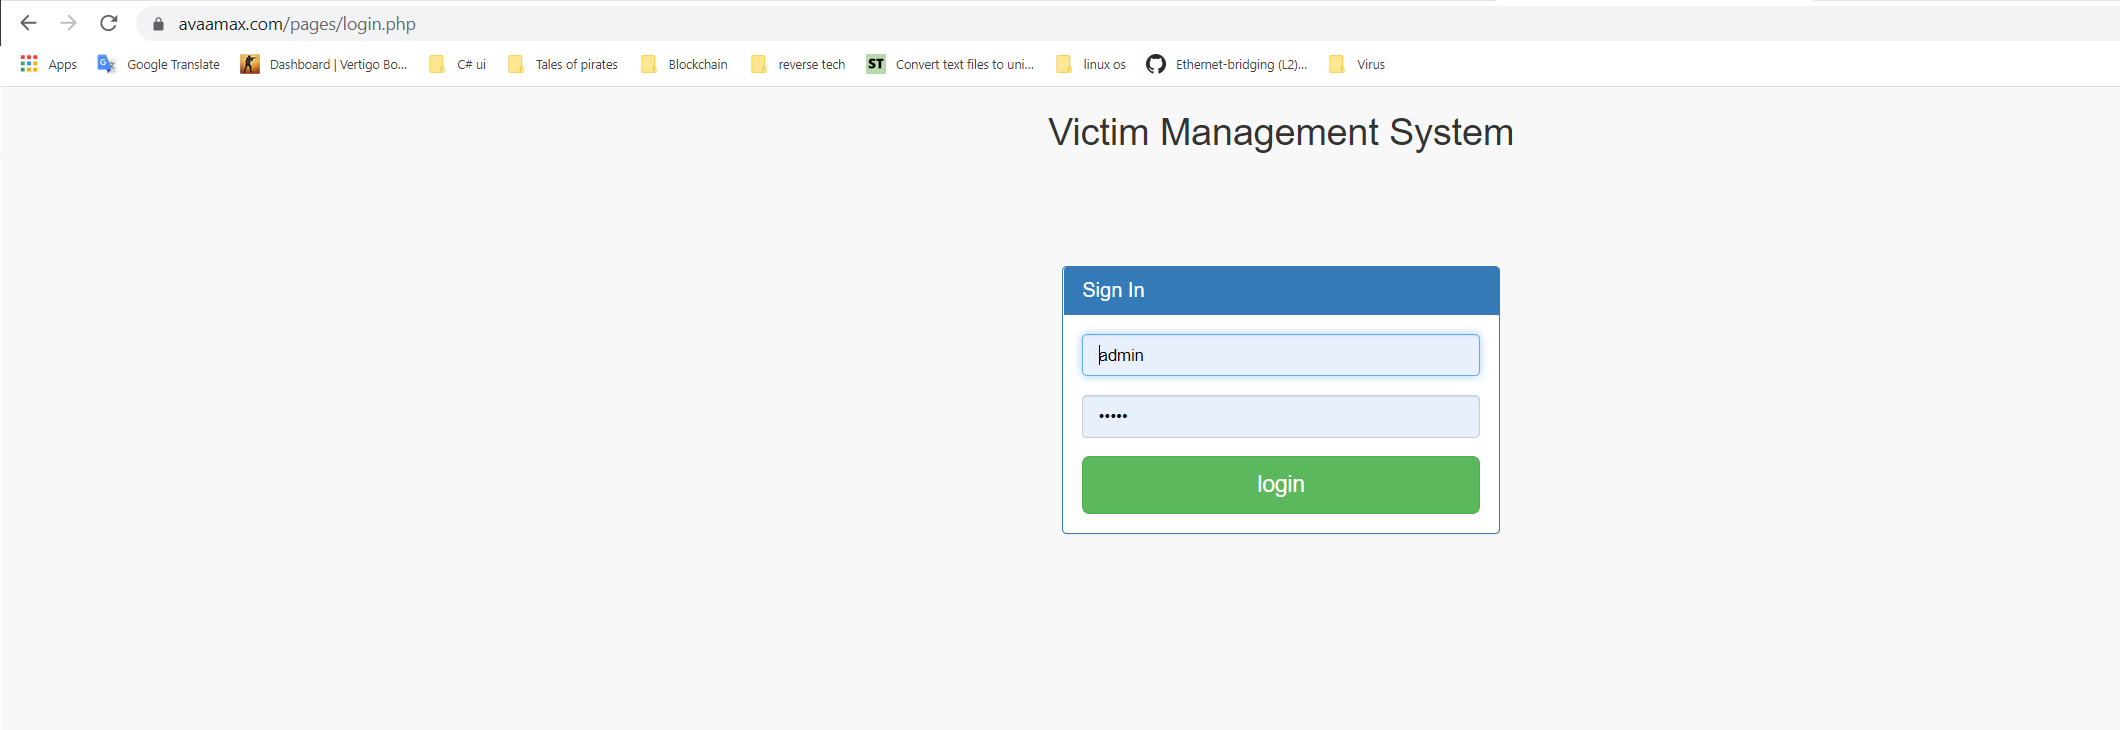 avaamax.com/pages/login.php
Apps Google Translate Dashboard | Vertigo Bo... C# ui Tales of pirates Blockchain reverse tech ST Convert text files to uni... linux os Ethernet-bridging (L2)... Virus
Victim Management System
Sign In
admin
•••••
login